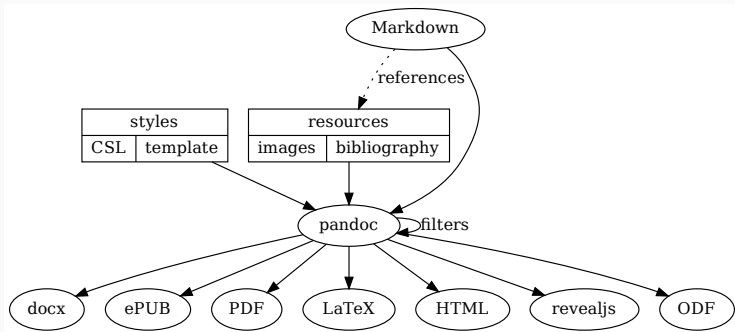 Markdown
references
styles
CSL template
resources
images bibliography
pandoc
filters
docx ePUB PDF LaTeX HTML revealjs ODF